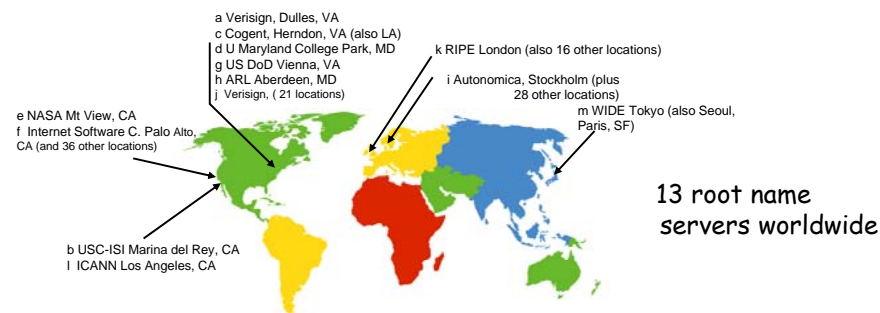 a Verisign, Dulles, VA
c Cogent, Herndon, VA (also LA)
d U Maryland College Park, MD
g US DoD Vienna, VA
h ARL Aberdeen, MD
j Verisign, ( 21 locations)
k RIPE London (also 16 other locations)
i Autonomica, Stockholm (plus
28 other locations)
m WIDE Tokyo (also Seoul,
Paris, SF)
e NASA Mt View, CA
f Internet Software C. Palo Alto,
CA (and 36 other locations)
13 root name
servers worldwide
b USC-ISI Marina del Rey, CA
l ICANN Los Angeles, CA